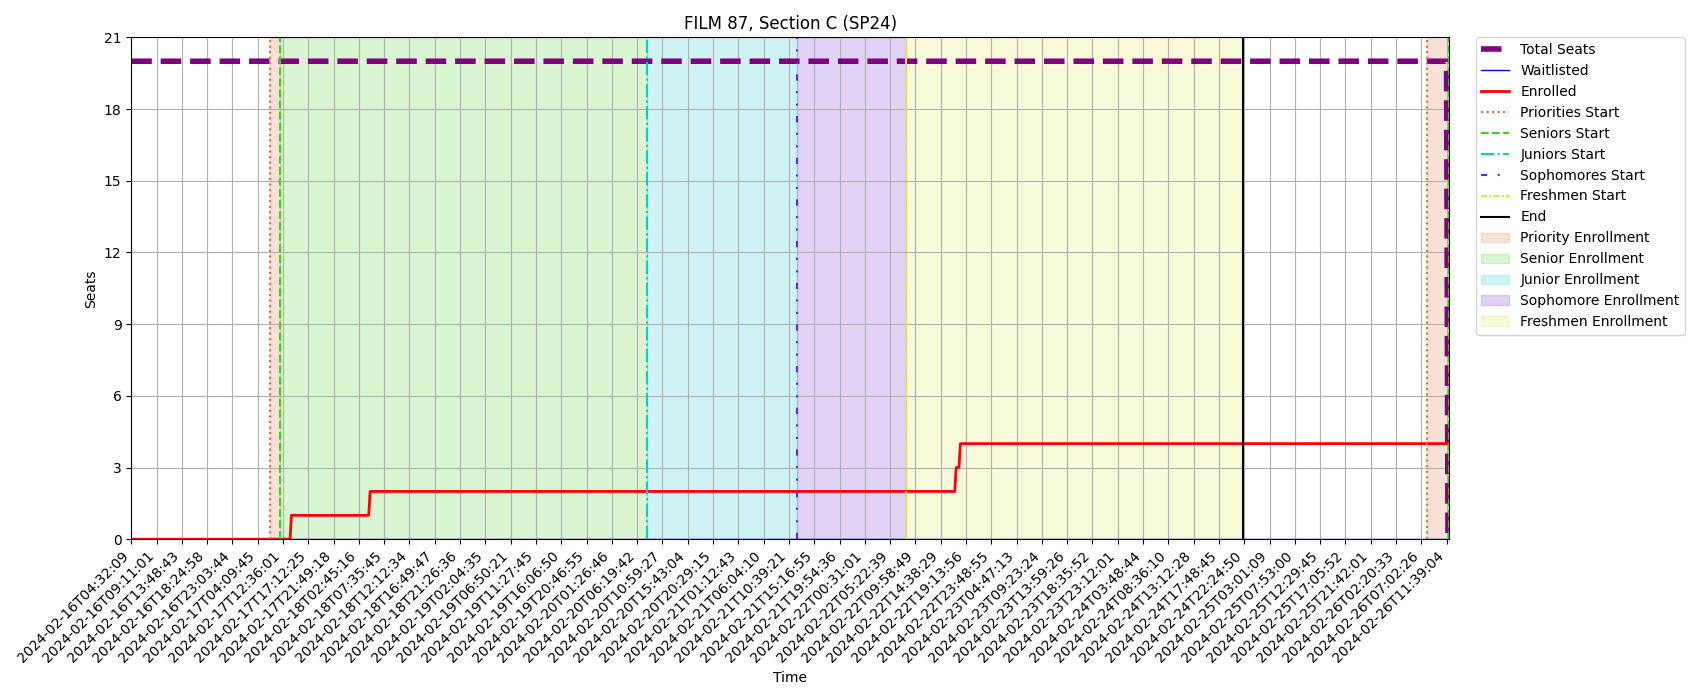 FILM 87, Section C (SP24)
Seats
21
18
15
12
9
6
3
0
2024-02-16T04:32:09
2024-02-16T09:11:01
2024-02-16T13:48:43
2024-02-16T18:24:58
2024-02-16T23:03:44
2024-02-17T04:09:45
2024-02-17T12:36:01
2024-02-17T17:12:25
2024-02-17T21:49:18
2024-02-18T02:45:16
2024-02-18T07:35:45
2024-02-18T12:12:34
2024-02-18T16:49:47
2024-02-18T21:26:36
2024-02-19T02:04:35
2024-02-19T06:50:21
2024-02-19T11:27:45
2024-02-19T16:06:50
2024-02-19T20:46:55
2024-02-20T01:26:46
2024-02-20T06:19:42
2024-02-20T10:59:27
2024-02-20T15:43:04
2024-02-20T20:29:15
2024-02-21T01:12:43
2024-02-21T06:04:10
2024-02-21T10:39:21
2024-02-21T15:16:55
2024-02-21T19:54:36
2024-02-22T00:31:01
2024-02-22T05:22:39
2024-02-22T09:58:49
2024-02-22T14:38:29
2024-02-22T19:13:56
2024-02-22T23:48:55
2024-02-23T04:47:13
2024-02-23T09:23:24
2024-02-23T13:59:26
2024-02-23T18:35:52
2024-02-23T23:12:01
2024-02-24T03:48:44
2024-02-24T08:36:10
2024-02-24T13:12:28
2024-02-24T17:48:45
2024-02-24T22:24:50
2024-02-25T03:01:09
2024-02-25T07:53:00
2024-02-25T12:29:45
2024-02-25T17:05:52
2024-02-25T21:42:01
2024-02-26T02:20:33
2024-02-26T07:02:26
2024-02-26T11:39:04
Time
Total Seats
Waitlisted
Enrolled
Priorities Start
Seniors Start
Juniors Start
Sophomores Start
Freshmen Start
End
Priority Enrollment
Senior Enrollment
Junior Enrollment
Sophomore Enrollment
Freshmen Enrollment